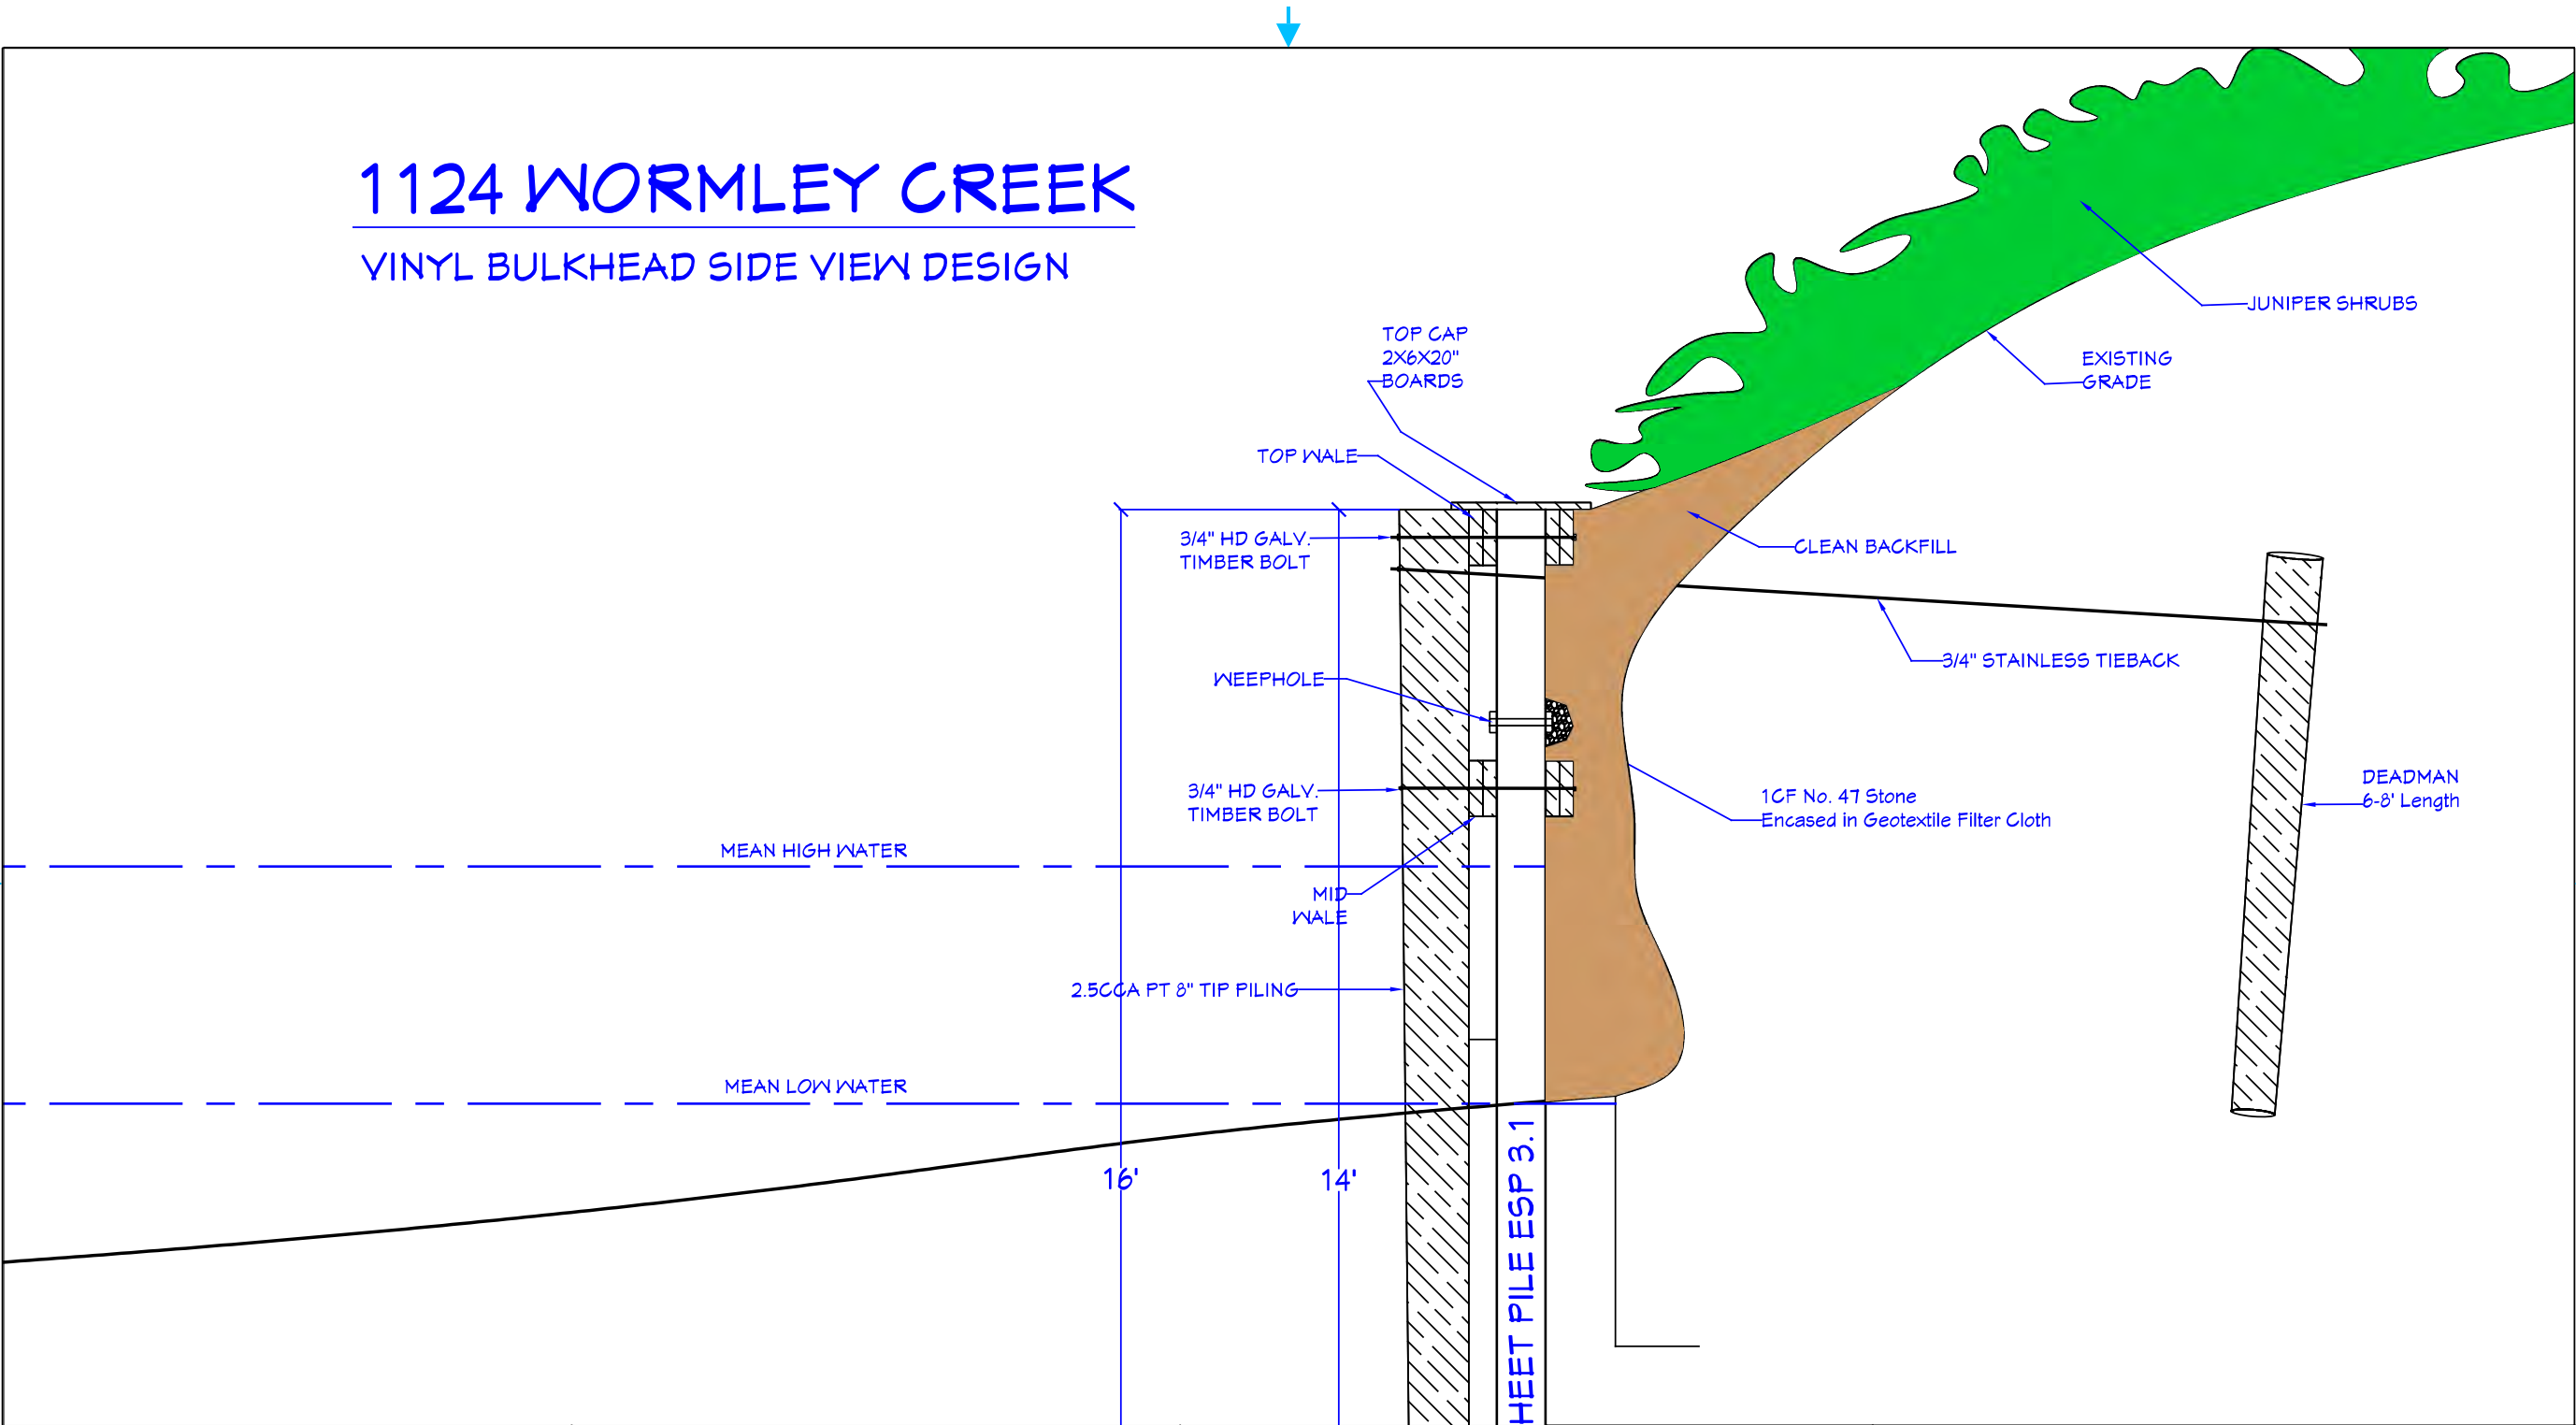 1124 WORMLEY CREEK
VINYL BULKHEAD SIDE VIEW DESIGN
JUNIPER SHRUBS
TOP CAP
2X6X20"
BOARDS
EXISTING
GRADE
TOP WALE
3/4" HD GALV.
TIMBER BOLT
CLEAN BACKFILL
3/4" STAINLESS TIEBACK
WEEPHOLE
DEADMAN
6-8' Length
3/4" HD GALV.
TIMBER BOLT
1CF No. 47 Stone
Encased in Geotextile Filter Cloth
MEAN HIGH WATER
MID
WALE
2.5CCA PT 8" TIP PILING
MEAN LOW WATER
16'
14'
HEET PILE ESP 3.1